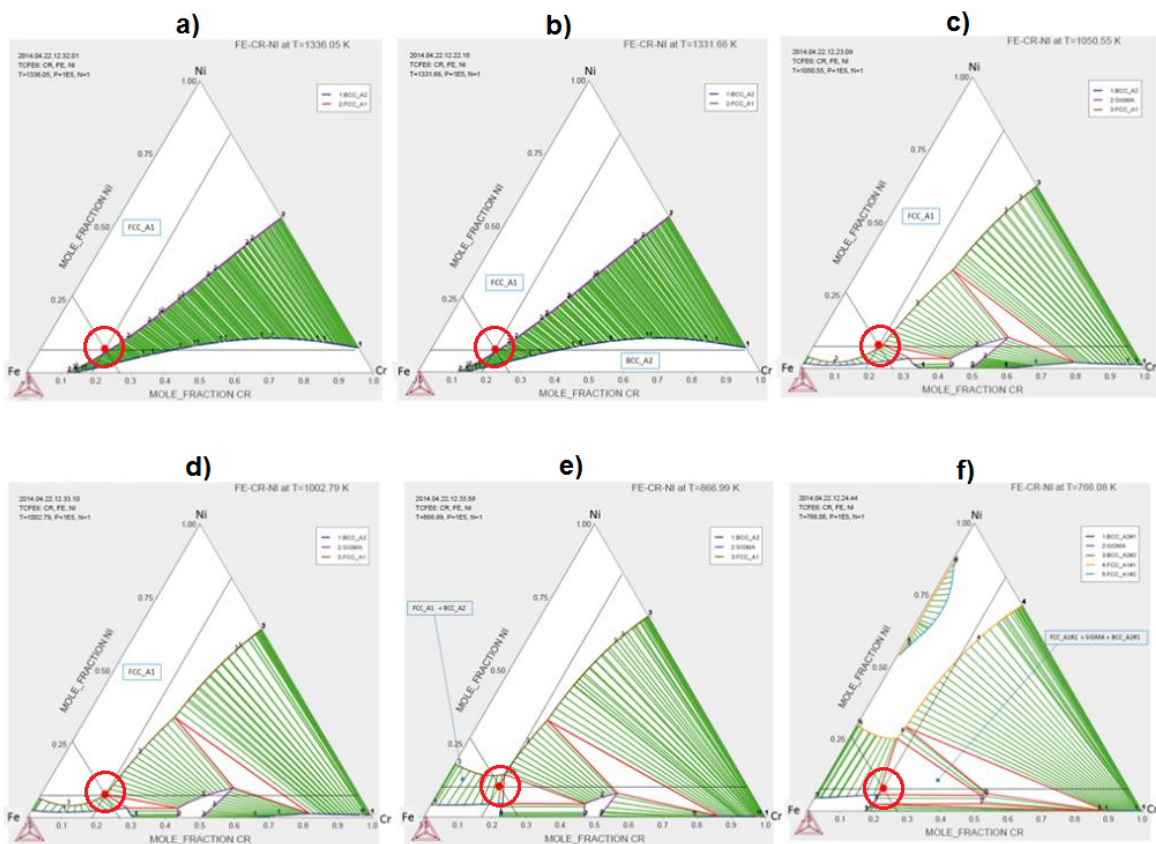 a)
FE-CR-NI at T=1336.05 K
2014.04.22.12.32.01
TCFE6: CR, FE, NI
T=1336.05, P=1E5, N=1
Ni
1.00
1:BCC_A2
2:FCC_A1
0.75
MOLE_FRACTION NI
0.50
FCC_A1
2
0.25
Fe
0.1 0.2 0.3 0.4 0.5 0.6 0.7 0.8 0.9 1.0
Cr
MOLE_FRACTION CR
b)
FE-CR-NI at T=1331.66 K
2014.04.22.12.22.18
TCFE6: CR, FE, NI
T=1331.66, P=1E5, N=1
Ni
1.00
1:BCC_A2
2:FCC_A1
0.75
MOLE_FRACTION NI
0.50
2
FCC_A1
0.25
BCC_A2
Fe
0.1 0.2 0.3 0.4 0.5 0.6 0.7 0.8 0.9 1.0
Cr
MOLE_FRACTION CR
c)
FE-CR-NI at T=1050.55 K
2014.04.22.12.23.09
TCFE6: CR, FE, NI
T=1050.55, P=1E5, N=1
Ni
1.00
1:BCC_A2
2:SIGMA
3:FCC_A1
0.75
MOLE_FRACTION NI
3
0.50
FCC_A1
0.25
Fe
0.1 0.2 0.3 0.4 0.5 0.6 0.7 0.8 0.9 1.0
Cr
MOLE_FRACTION CR
d)
FE-CR-NI at T=1002.79 K
2014.04.22.12.33.10
TCFE6: CR, FE, NI
T=1002.79, P=1E5, N=1
Ni
1.00
1:BCC_A2
2:SIGMA
3:FCC_A1
0.75
MOLE_FRACTION NI
3
0.50
FCC_A1
0.25
Fe
0.1 0.2 0.3 0.4 0.5 0.6 0.7 0.8 0.9 1.0
Cr
MOLE_FRACTION CR
e)
FE-CR-NI at T=866.99 K
2014.04.22.12.33.58
TCFE6: CR, FE, NI
T=866.99, P=1E5, N=1
Ni
1.00
1:BCC_A2
2:SIGMA
3:FCC_A1
0.75
FCC_A1 + BCC_A2
MOLE_FRACTION NI
3
0.50
0.25
Fe
0.1 0.2 0.3 0.4 0.5 0.6 0.7 0.8 0.9 1.0
Cr
MOLE_FRACTION CR
f)
FE-CR-NI at T=766.08 K
2014.04.22.12.24.44
TCFE6: CR, FE, NI
T=766.08, P=1E5, N=1
Ni
1.00
1:BCC_A2#1
2:SIGMA
3:BCC_A2#2
4:FCC_A1#1
5:FCC_A1#2
0.75
MOLE_FRACTION NI
4
0.50
FCC_A1#1 + SIGMA + BCC_A2#1
0.25
Fe
0.1 0.2 0.3 0.4 0.5 0.6 0.7 0.8 0.9 1.0
Cr
MOLE_FRACTION CR